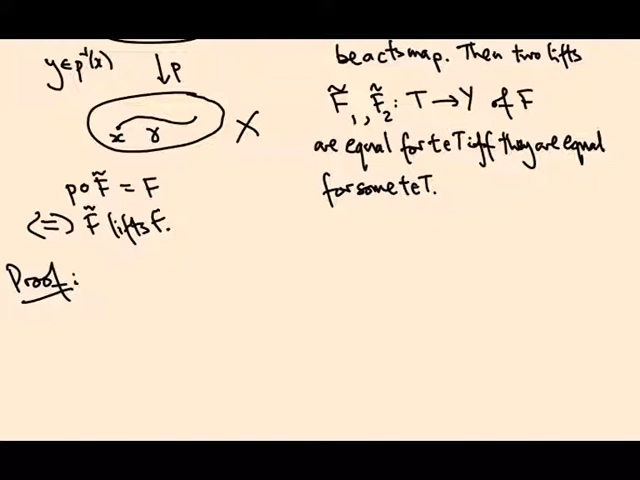 y ∈ p⁻¹(x)
p
x γ
X
p∘F̃ = F
⇔ F̃ lifts F.
Proof:
be a cts map. Then two lifts
F̃₁, F̃₂ : T → Y of F
are equal for t ∈ T iff they are equal
for some t ∈ T.